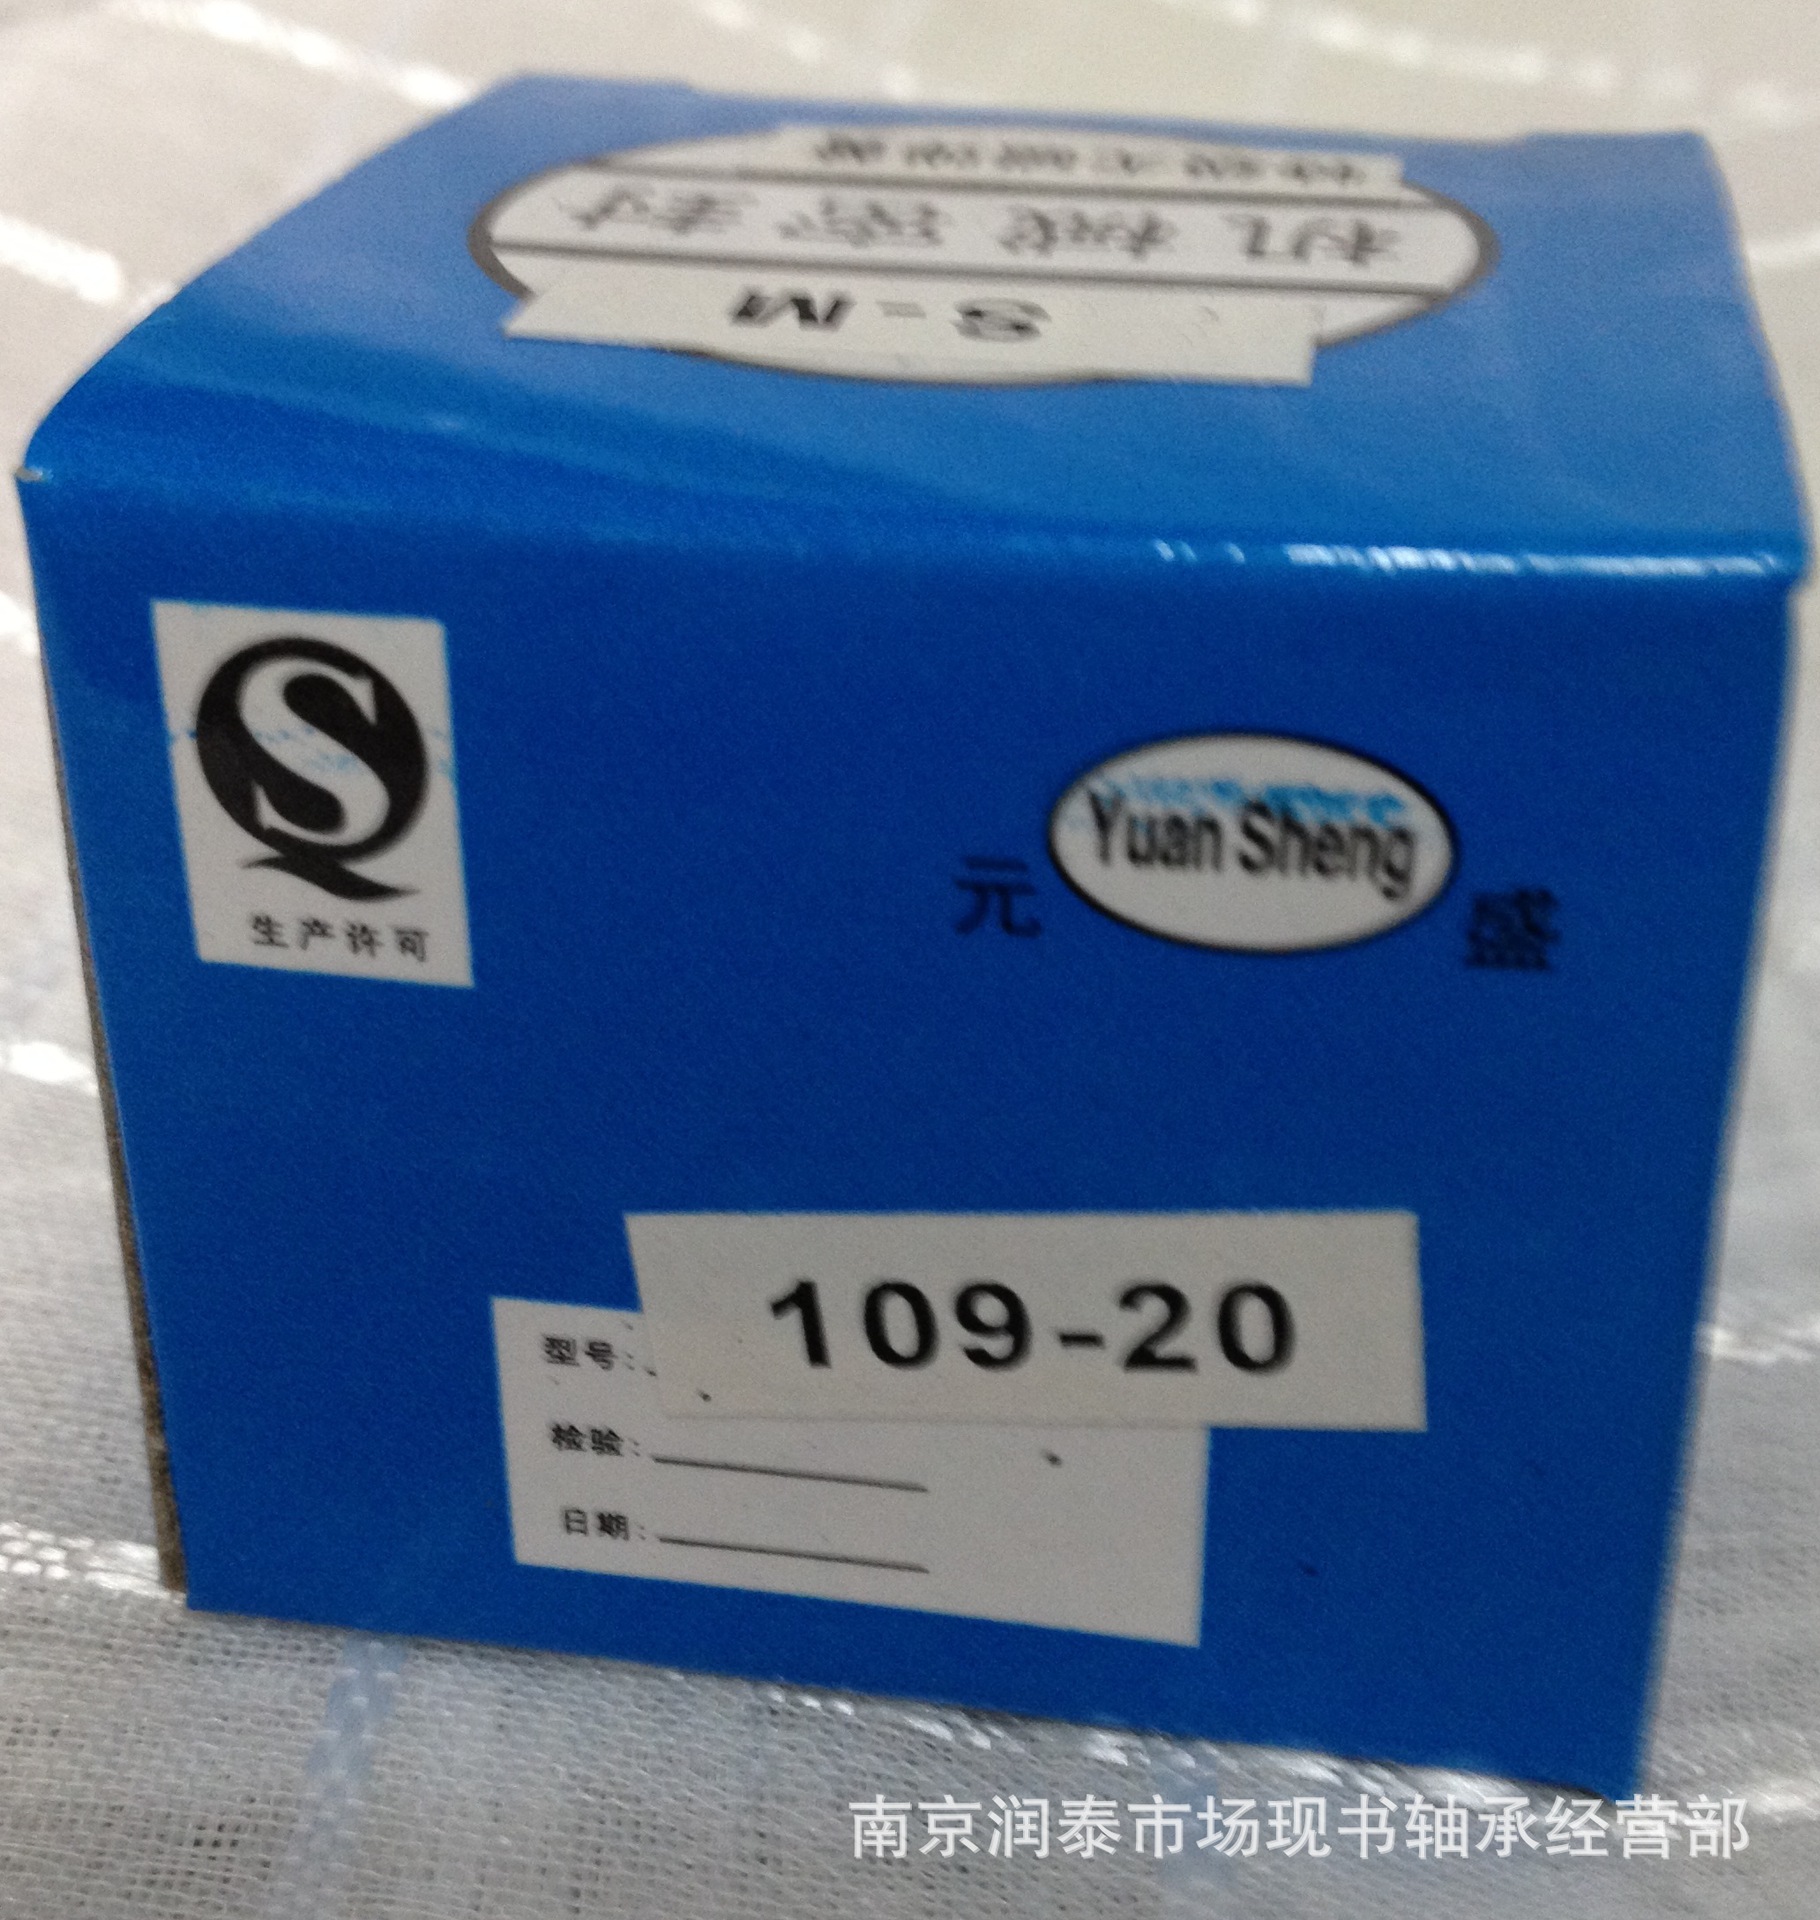 机械密封
S-M
生产许可
元 Yuan Sheng 盛
109-20
型号:
检验:
日期:
南京润泰市场现书轴承经营部